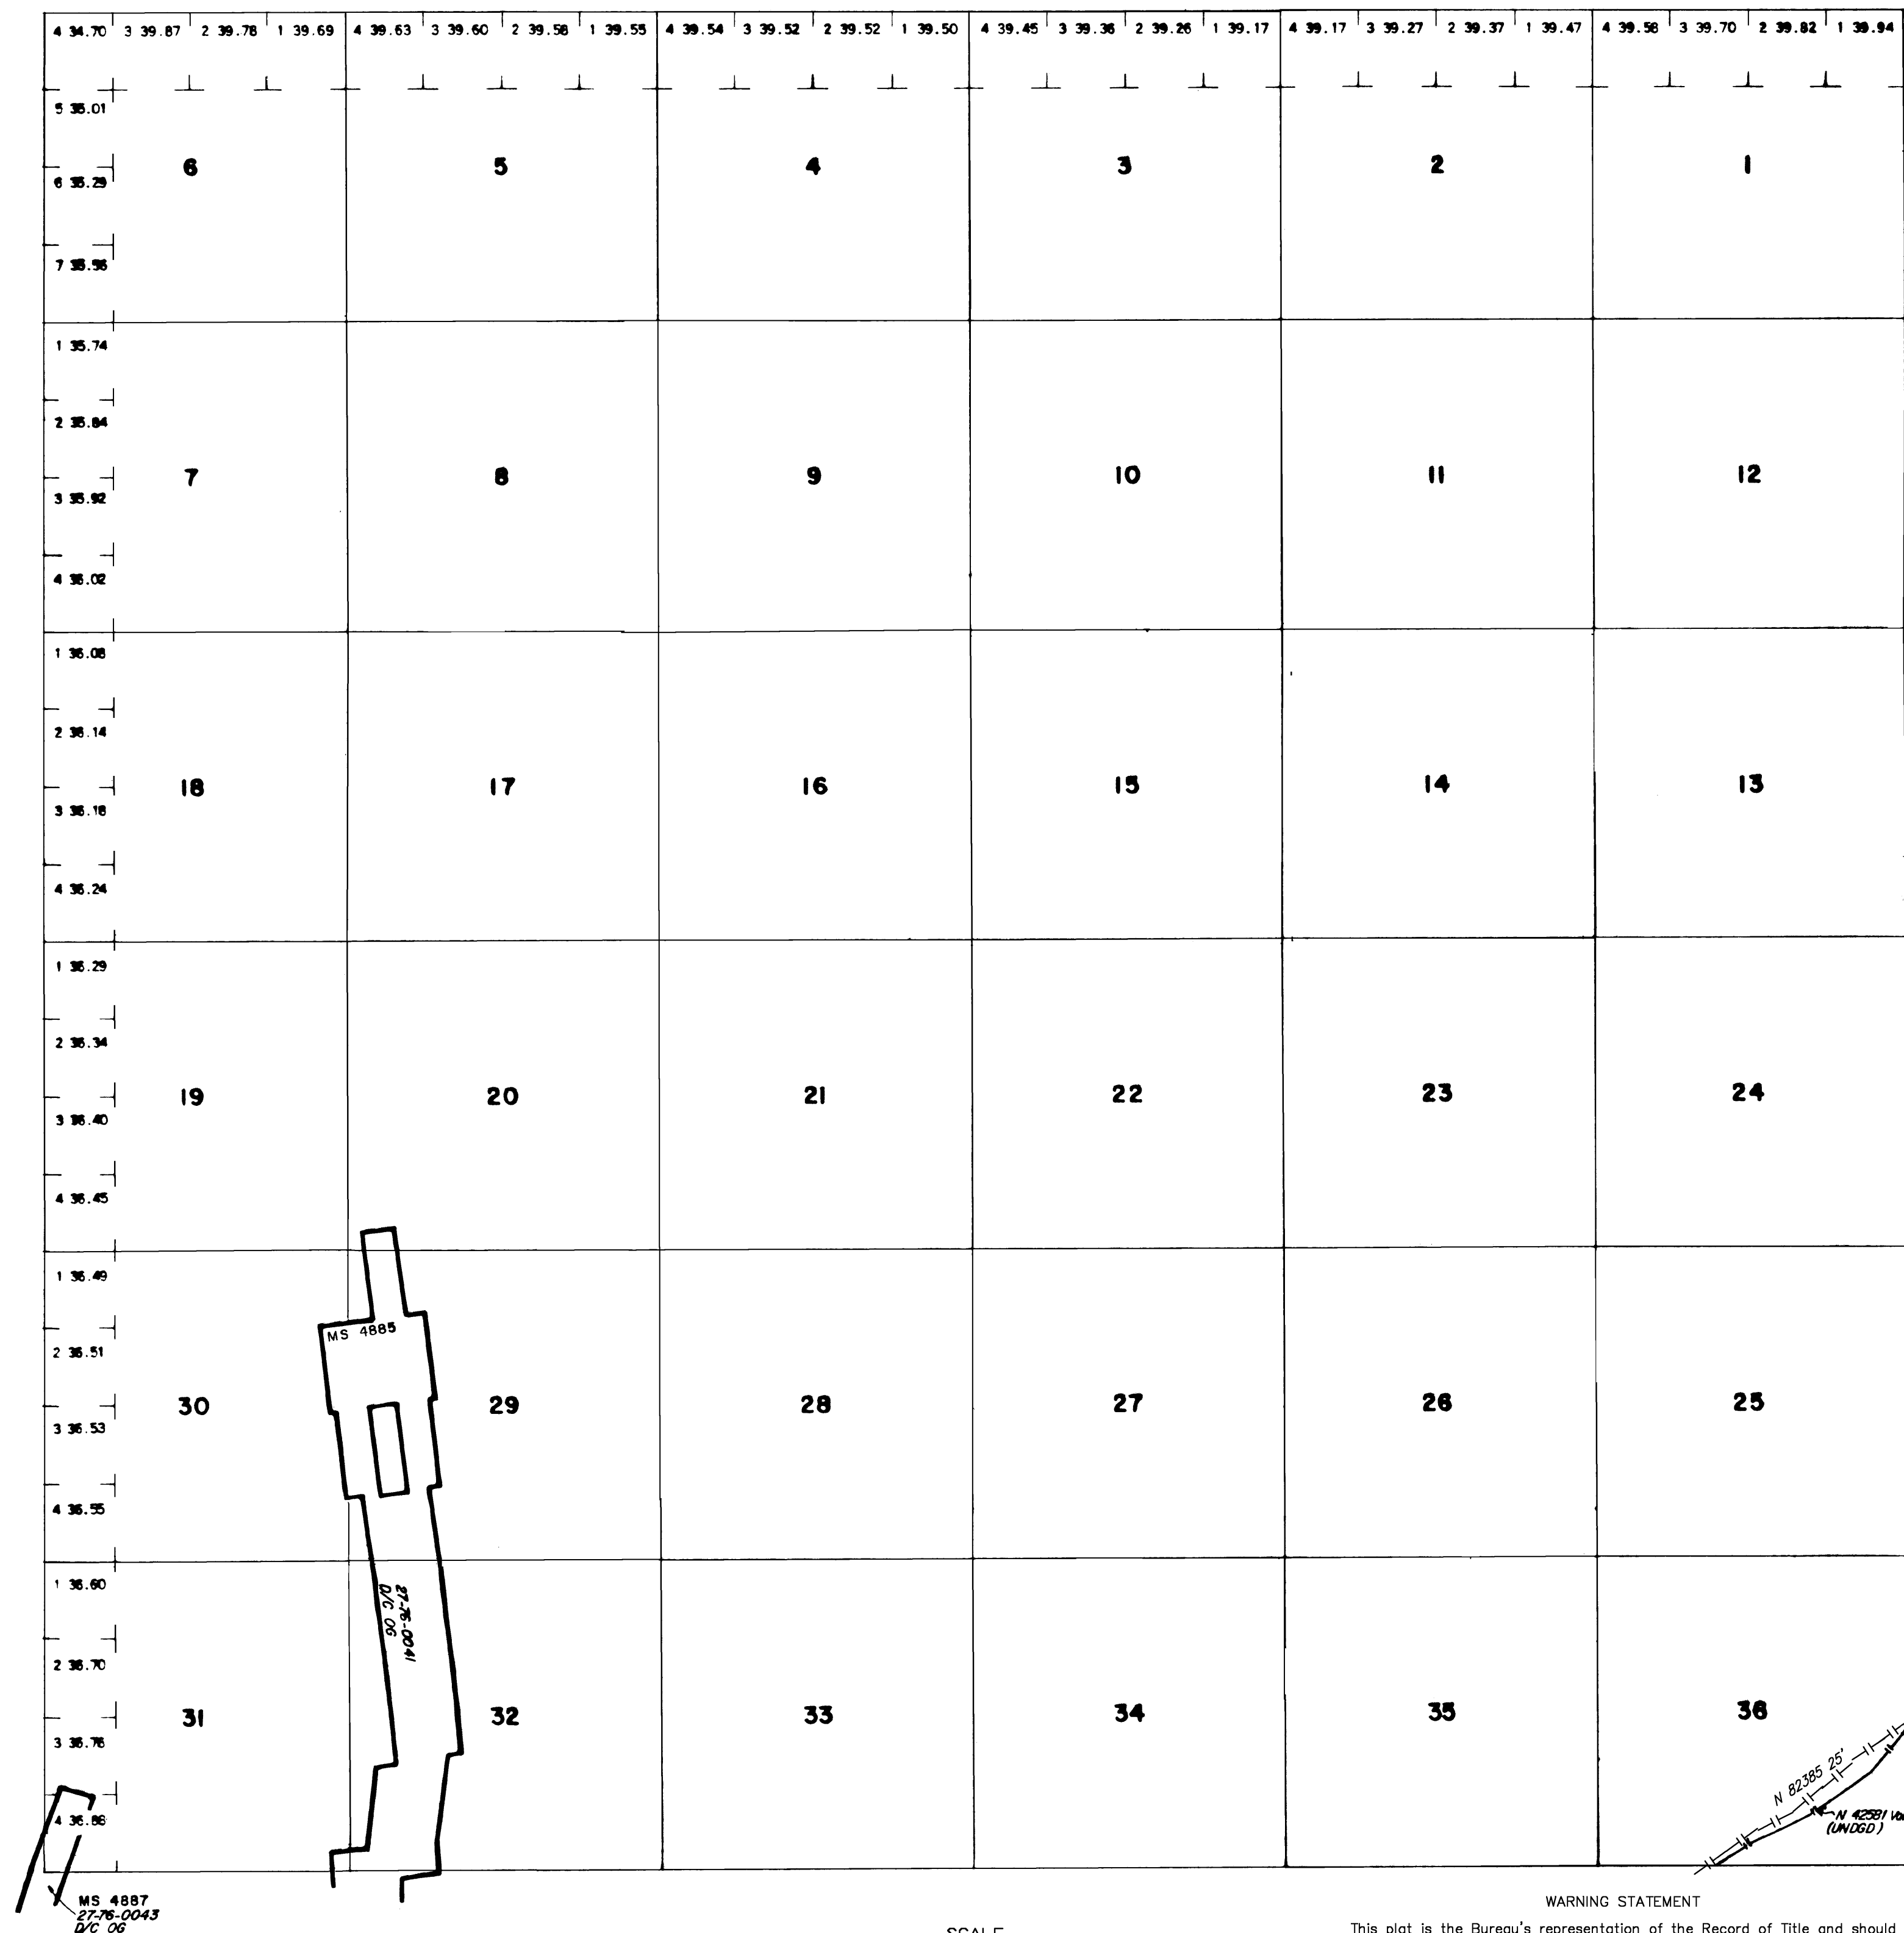 4 34.70 3 39.87 2 39.78 1 39.69 4 39.63 3 39.60 2 39.58 1 39.55 4 39.54 3 39.52 2 39.52 1 39.50 4 39.45 3 39.36 2 39.26 1 39.17 4 39.17 3 39.27 2 39.37 1 39.47 4 39.58 3 39.70 2 39.82 1 39.94
5 35.01
6 5 4 3 2 1
6 35.29
7 35.56
1 35.74
2 35.84
7 8 9 10 11 12
3 35.92
4 36.02
1 36.08
2 36.14
18 17 16 15 14 13
3 36.18
4 36.24
1 36.29
2 36.34
19 20 21 22 23 24
3 36.40
4 36.45
1 36.49
MS 4885
2 36.51
30 29 28 27 26 25
3 36.53
4 36.55
1 36.60
27-76-0041
D/C OG
2 36.70
31 32 33 34 35 36
3 36.76
N 82385 25'
4 36.86
N 42581
(UNDGD)
MS 4887
27-76-0043
D/C OG
WARNING STATEMENT
SCALE
This plat is the Bureau's representation of the Record of Title and should